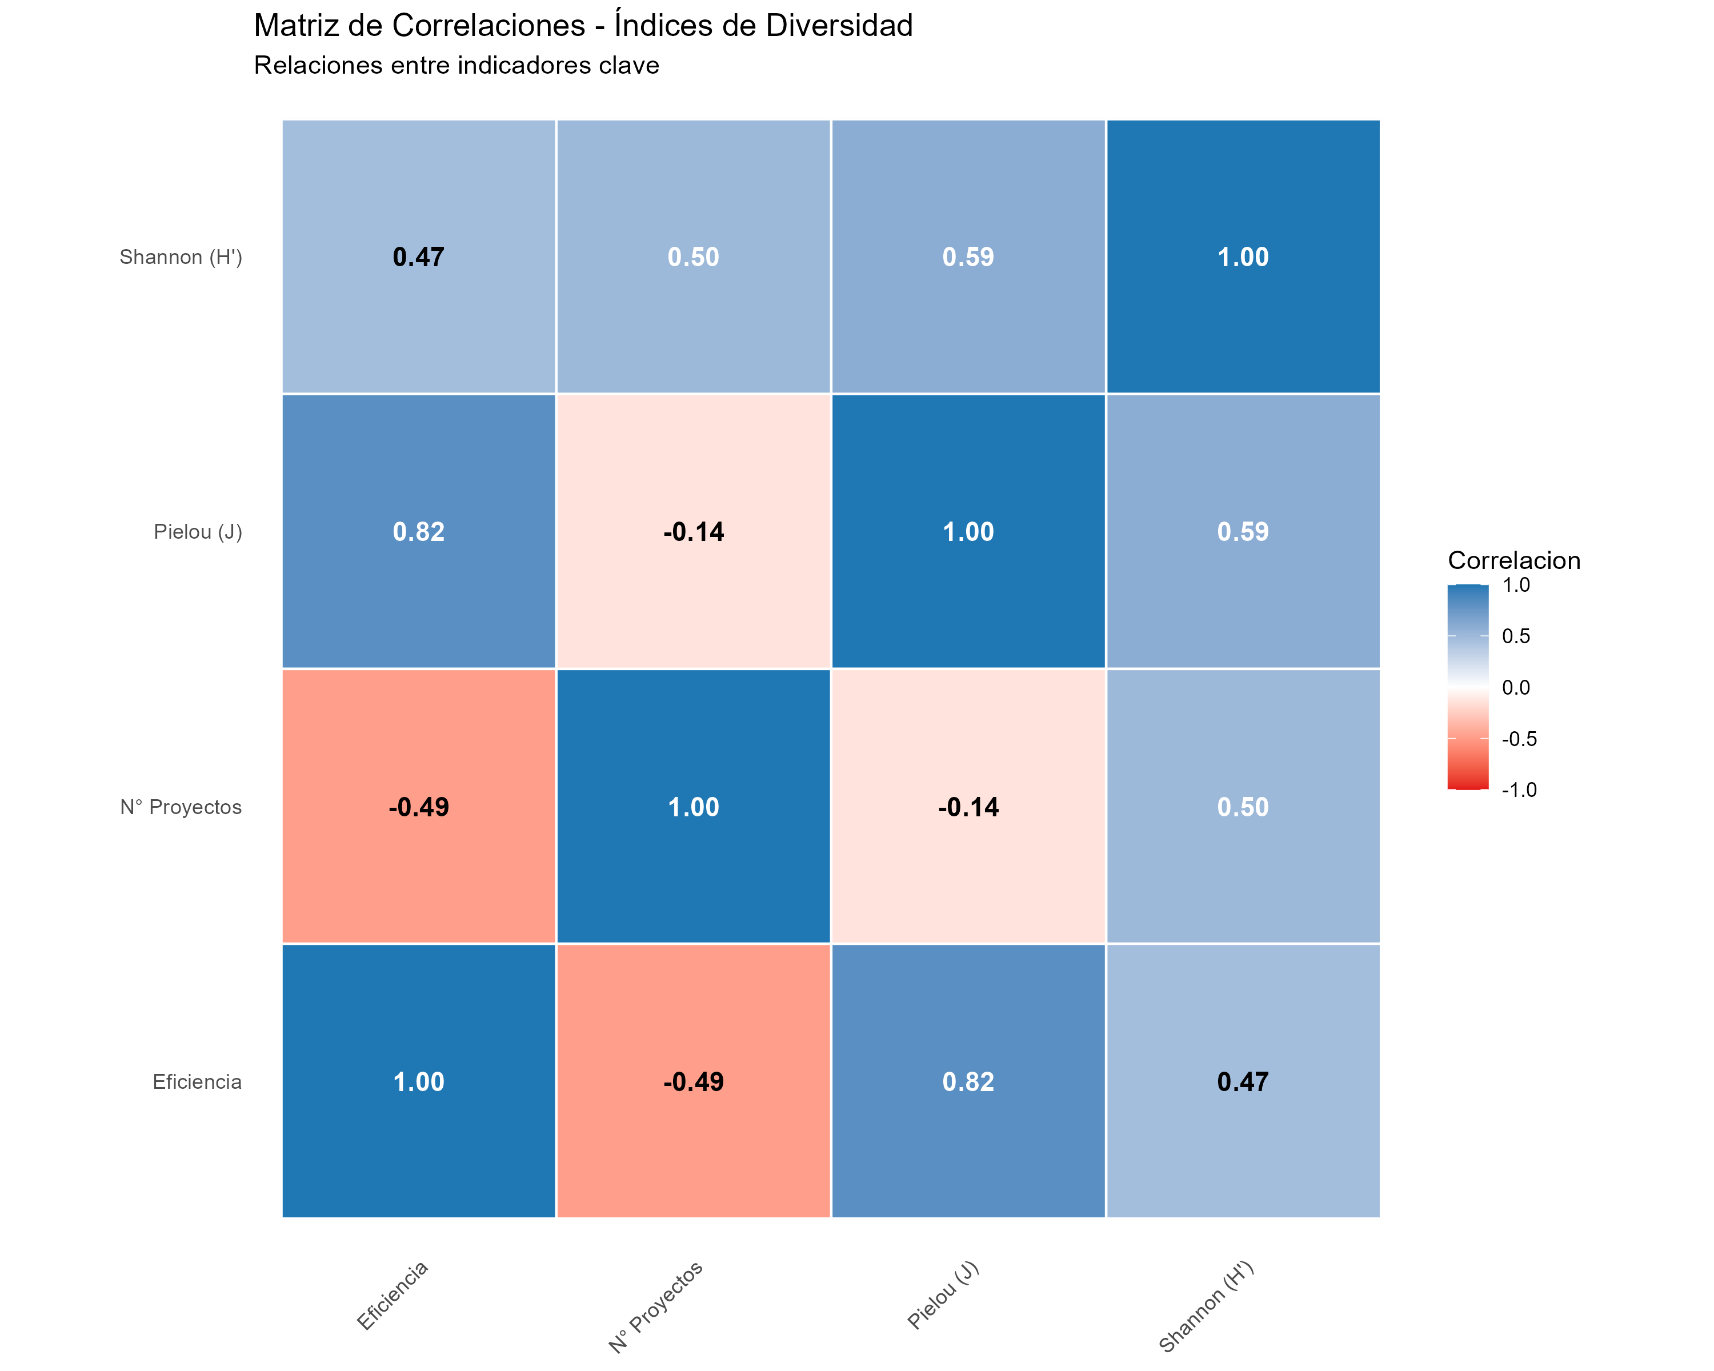 Matriz de Correlaciones - Índices de Diversidad
Relaciones entre indicadores clave
Shannon (H') 0.47 0.50 0.59 1.00
Pielou (J) 0.82 -0.14 1.00 0.59
N° Proyectos -0.49 1.00 -0.14 0.50
Eficiencia 1.00 -0.49 0.82 0.47
Eficiencia N° Proyectos Pielou (J) Shannon (H')
Correlacion
1.0
0.5
0.0
-0.5
-1.0